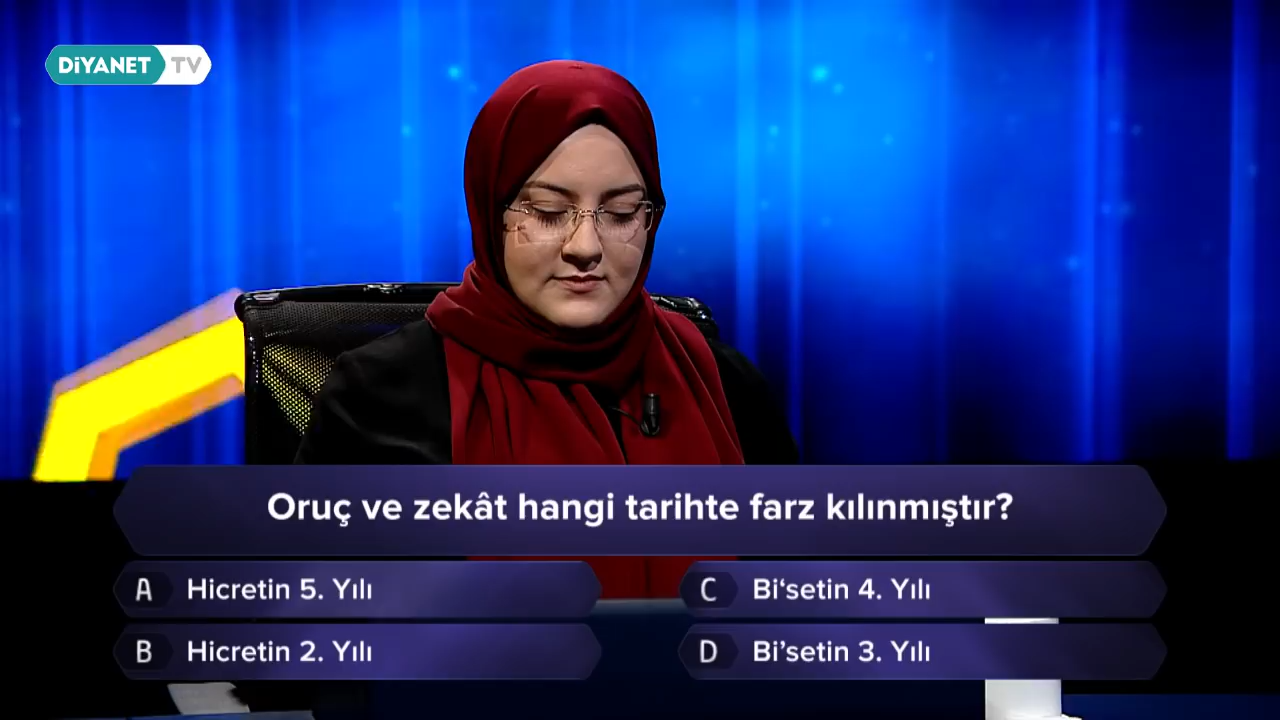 DİYANET TV
Oruç ve zekât hangi tarihte farz kılınmıştır?
A Hicretin 5. Yılı
B Hicretin 2. Yılı
C Bi‘setin 4. Yılı
D Bi’setin 3. Yılı